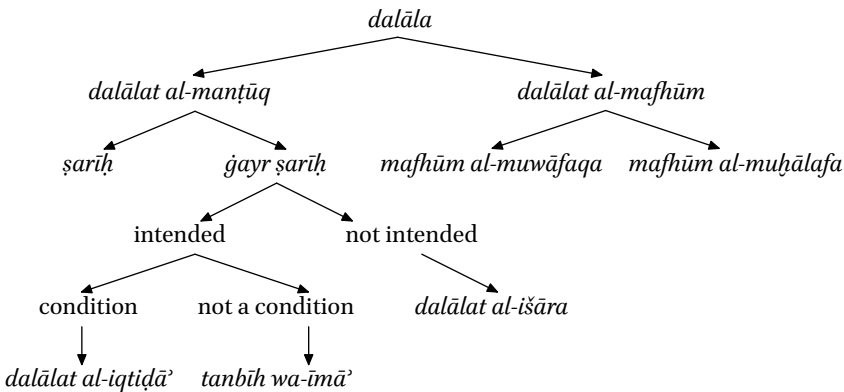 dalāla
dalālat al-manṭūq dalālat al-mafhūm
ṣarīḥ ġayr ṣarīḥ mafhūm al-muwāfaqa mafhūm al-muḫālafa
intended not intended
condition not a condition dalālat al-išāra
dalālat al-iqtiḍāʾ tanbīh wa-īmāʾ